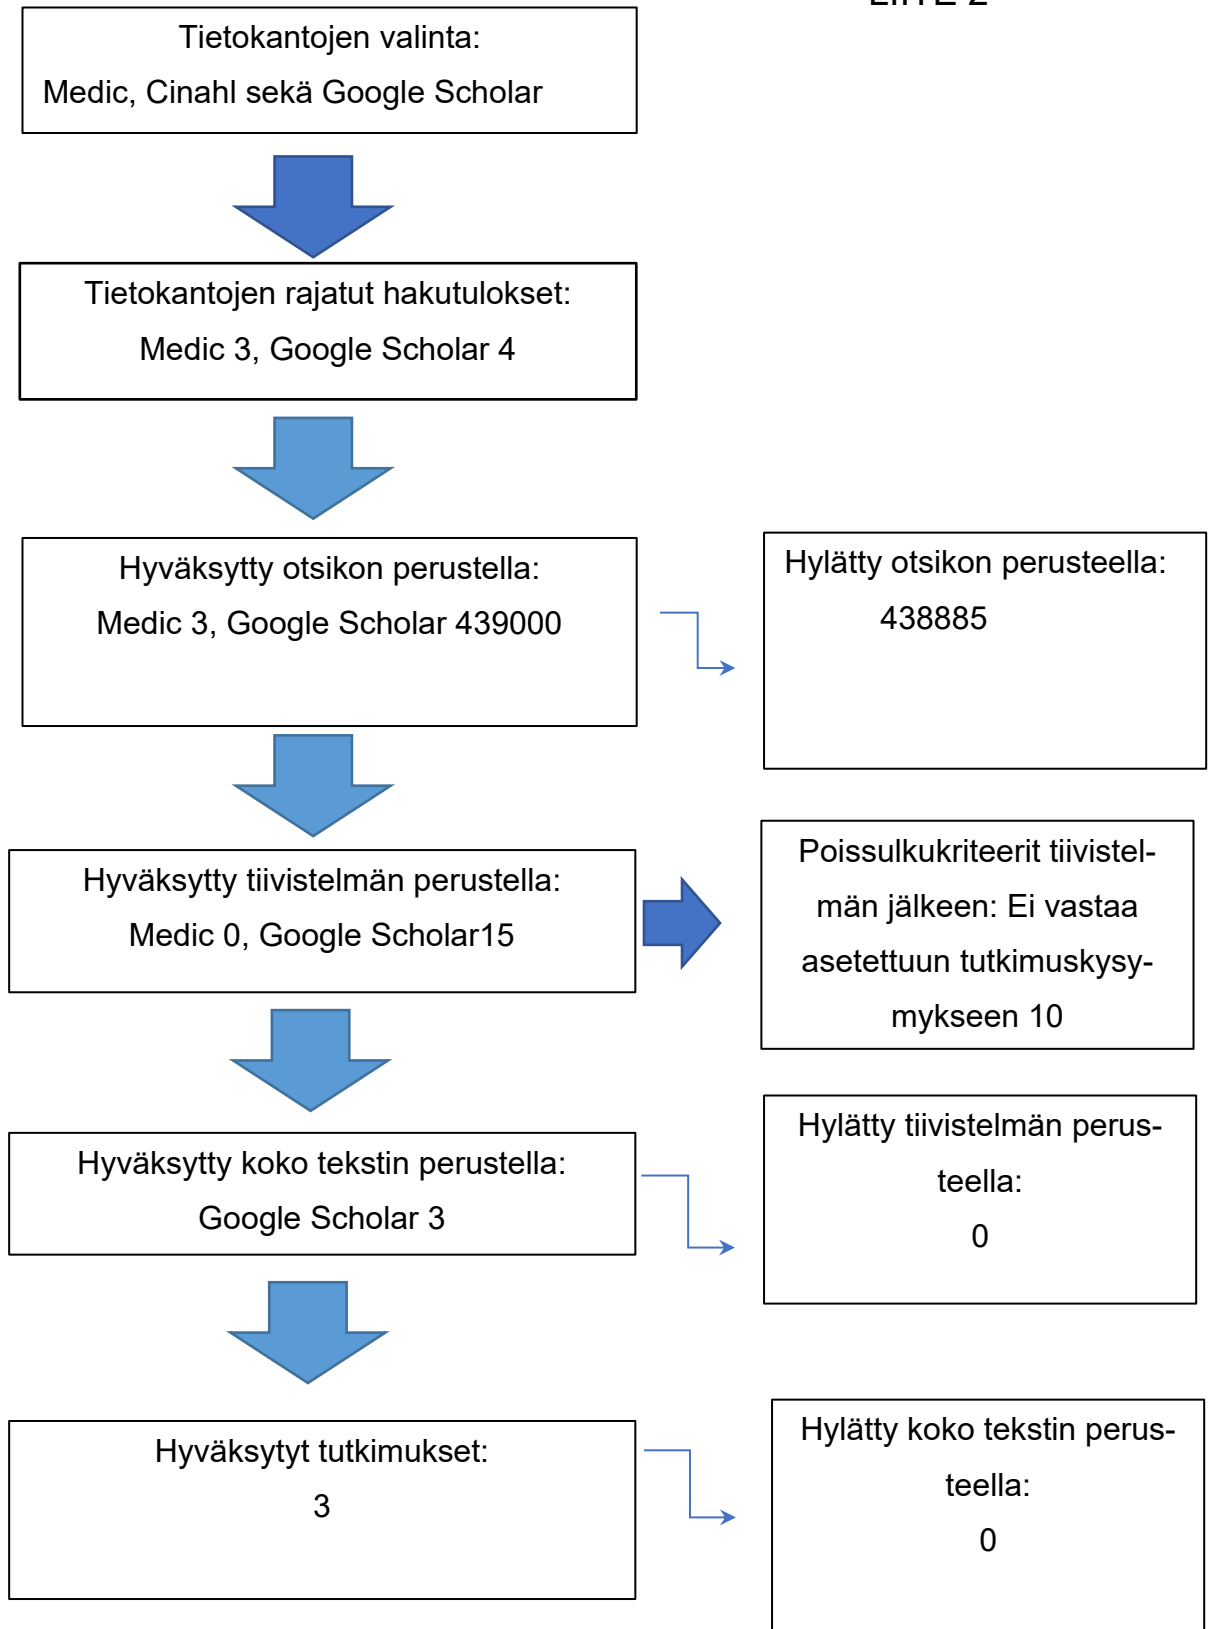 LIITE 2
Tietokantojen valinta:
Medic, Cinahl sekä Google Scholar
Tietokantojen rajatut hakutulokset:
Medic 3, Google Scholar 4
Hyväksytty otsikon perustella:
Medic 3, Google Scholar 439000
Hylätty otsikon perusteella:
438885
Hyväksytty tiivistelmän perustella:
Medic 0, Google Scholar15
Poissulkukriteerit tiivistel-
män jälkeen: Ei vastaa
asetettuun tutkimuskysy-
mykseen 10
Hyväksytty koko tekstin perustella:
Google Scholar 3
Hylätty tiivistelmän perus-
teella:
0
Hyväksytyt tutkimukset:
3
Hylätty koko tekstin perus-
teella:
0